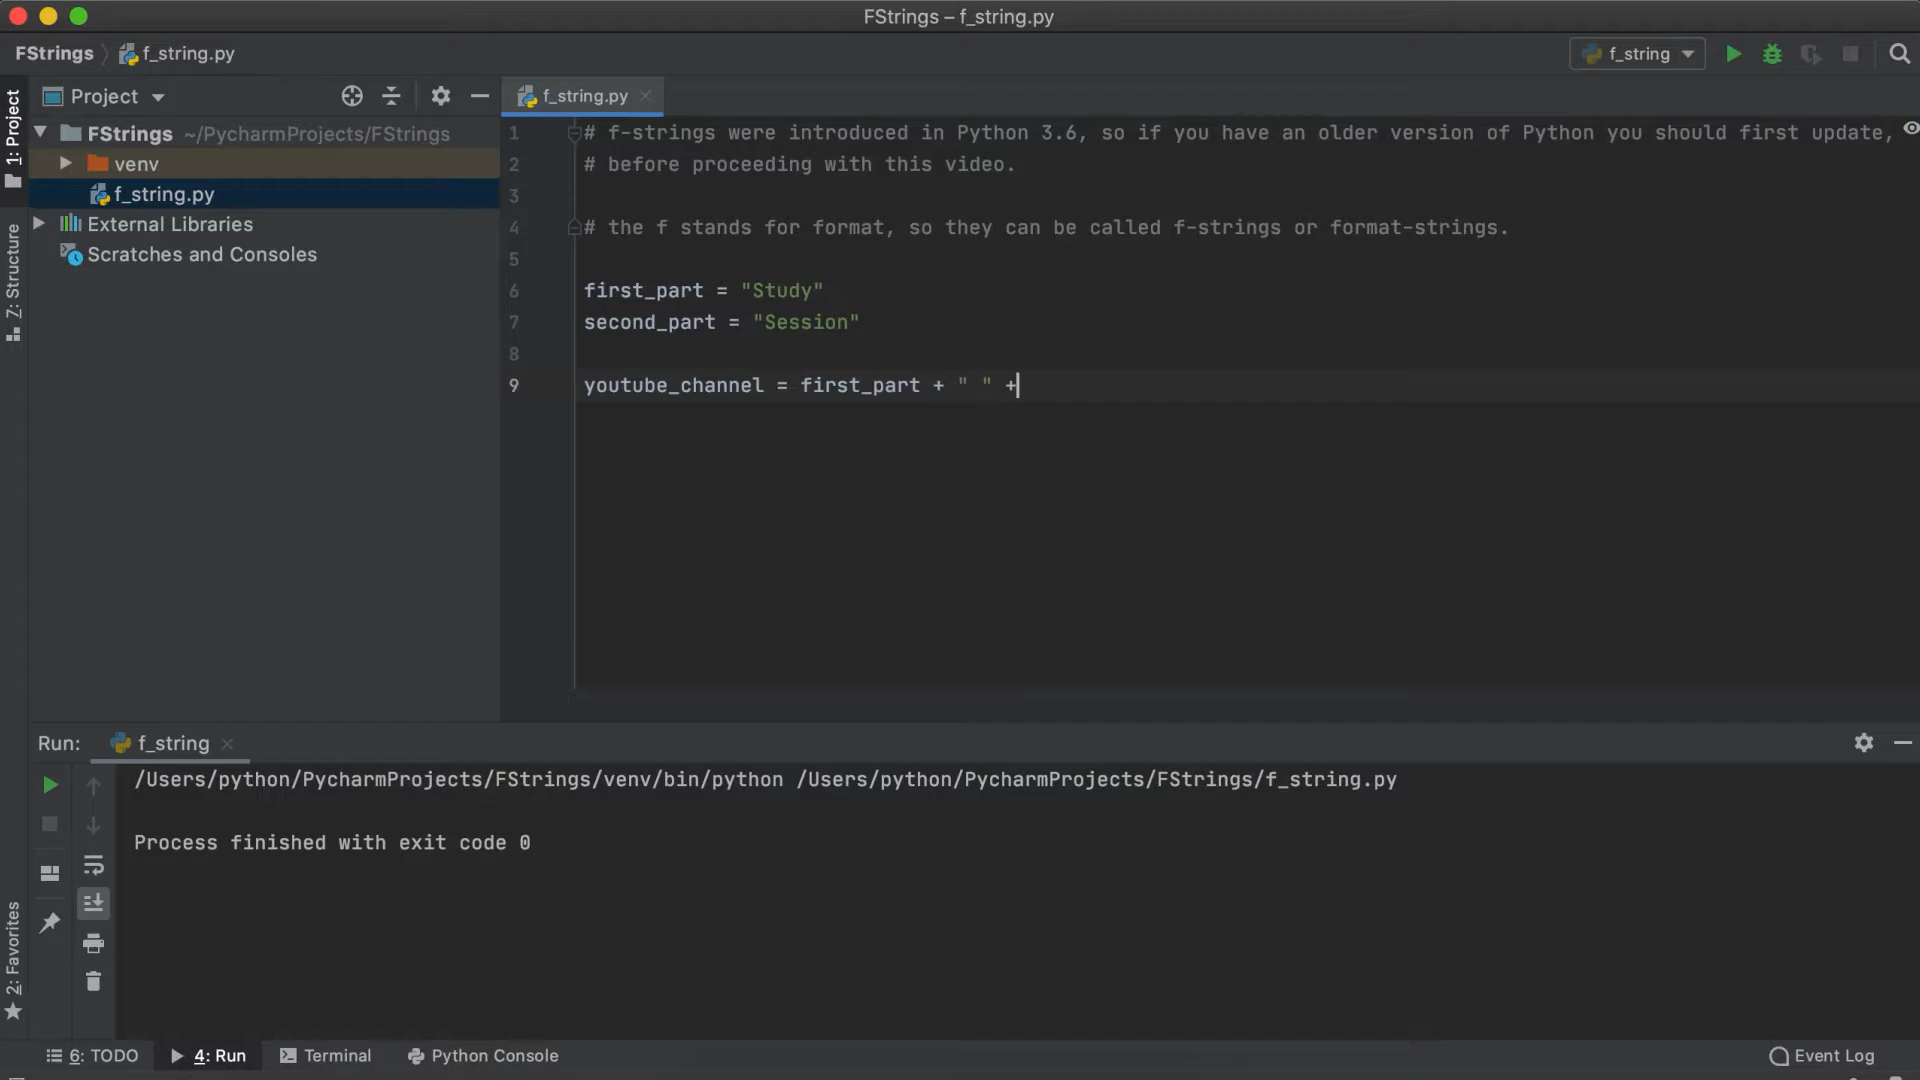 FStrings – f_string.py
FStrings
f_string.py
f_string
Project
f_string.py
1: Project
FStrings ~/PycharmProjects/FStrings
venv
f_string.py
External Libraries
Scratches and Consoles
Z: Structure
1 # f-strings were introduced in Python 3.6, so if you have an older version of Python you should first update,
2 # before proceeding with this video.
3
4 # the f stands for format, so they can be called f-strings or format-strings.
5
6 first_part = "Study"
7 second_part = "Session"
8
9 youtube_channel = first_part + " " +
Run: f_string
/Users/python/PycharmProjects/FStrings/venv/bin/python /Users/python/PycharmProjects/FStrings/f_string.py
Process finished with exit code 0
2: Favorites
6: TODO
4: Run
Terminal
Python Console
Event Log